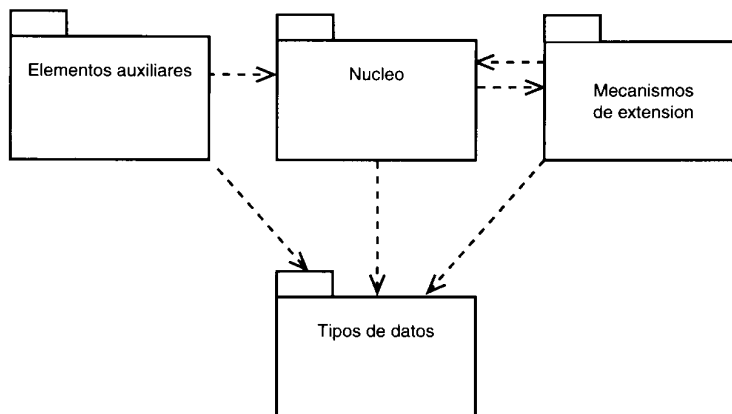 Elementos auxiliares
Nucleo
Mecanismos
de extension
Tipos de datos